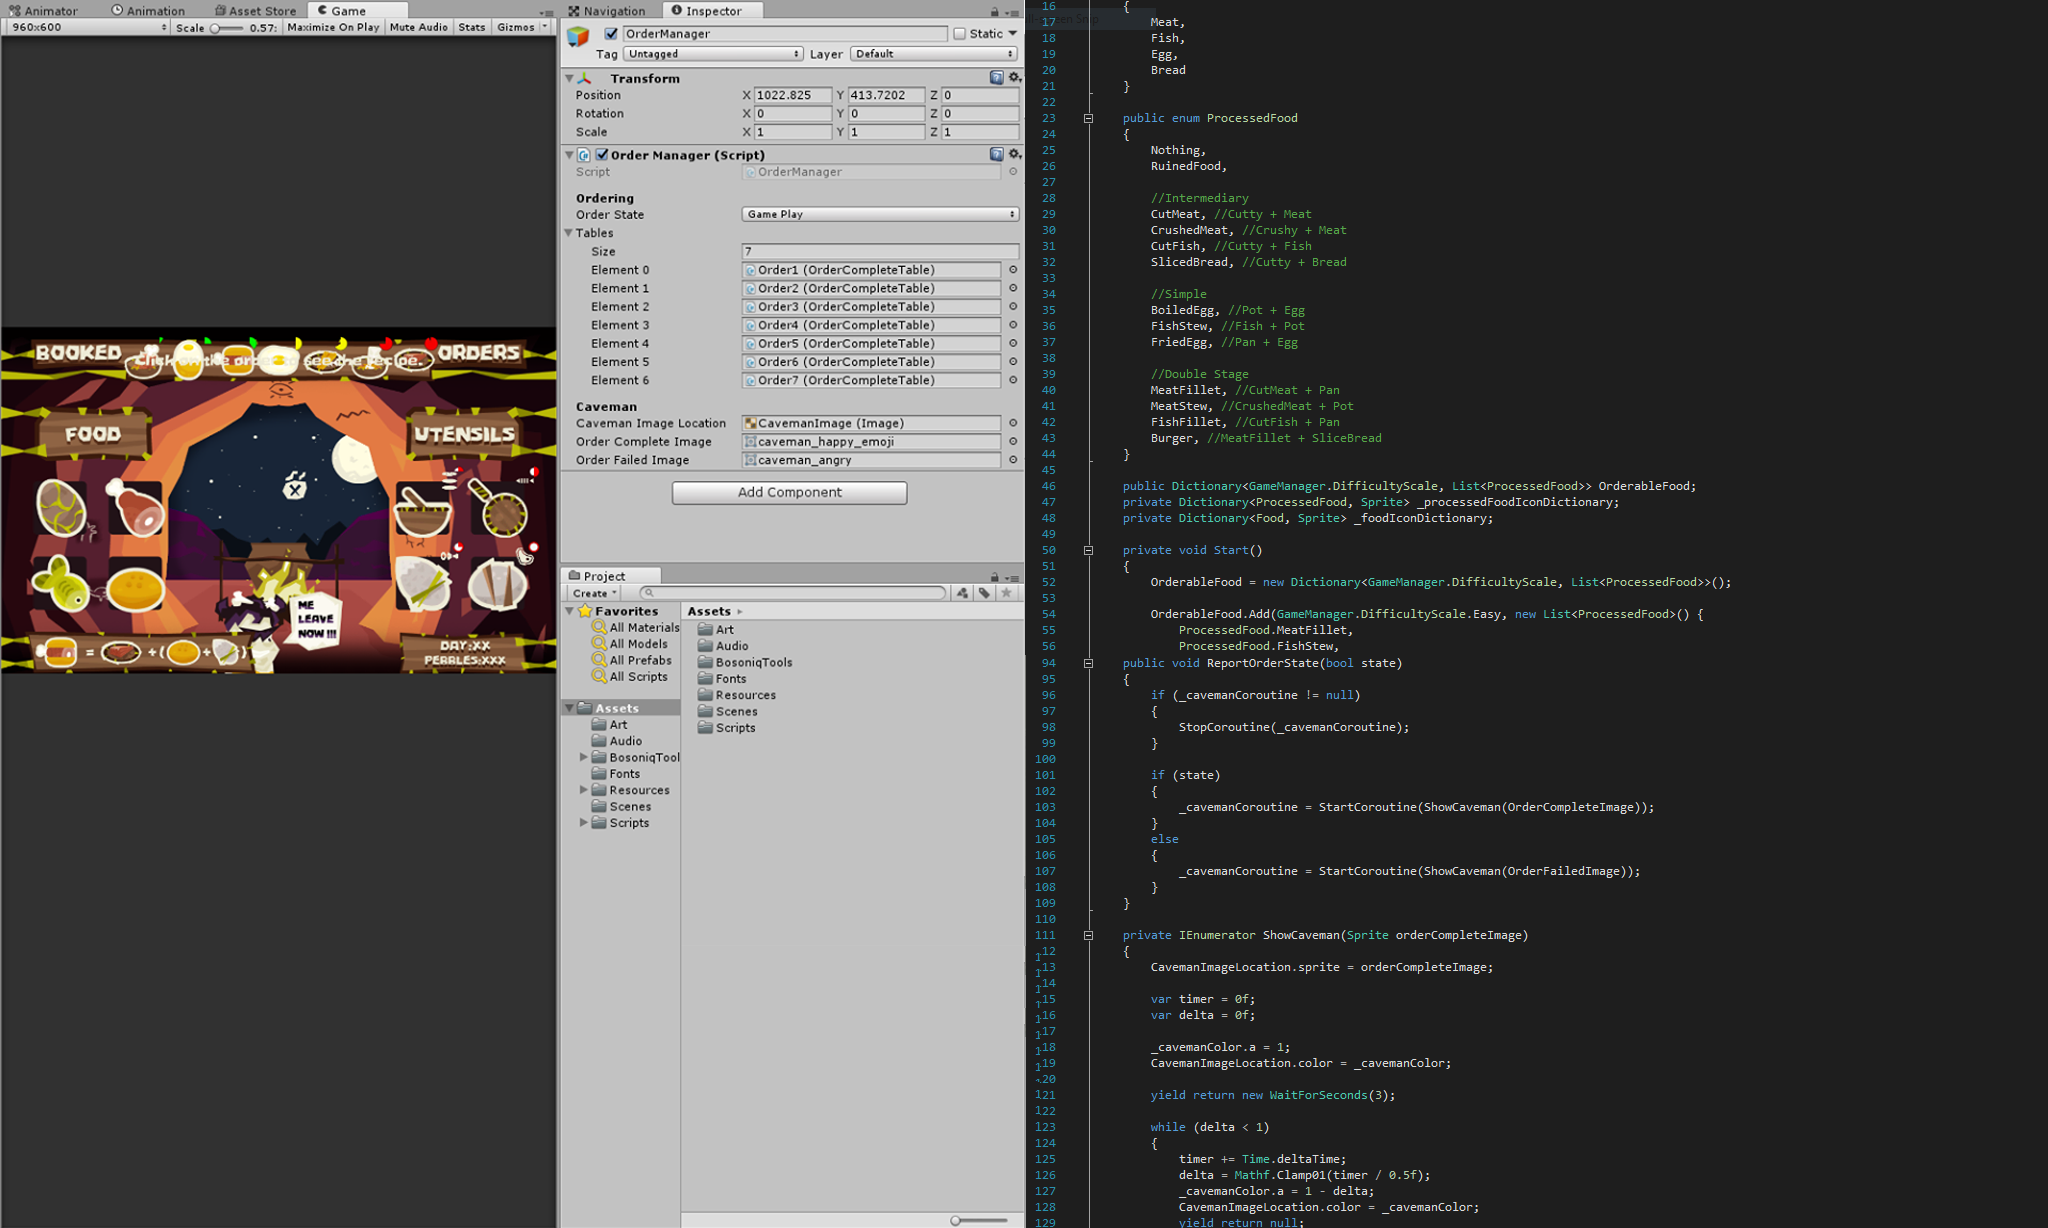 Animator
Animation
Asset Store
Game
960x600
Scale
0.57:
Maximize On Play
Mute Audio
Stats
Gizmos
BOOKED
ORDERS
Click on the order to see the recipe.
FOOD
UTENSILS
ME
LEAVE
NOW !!!
= +( + )
DAY:XX
PEBBLES:XXX
Navigation
Inspector
OrderManager
Static
Tag Untagged Layer Default
Transform
Position X 1022.825 Y 413.7202 Z 0
Rotation X 0 Y 0 Z 0
Scale X 1 Y 1 Z 1
Order Manager (Script)
Script OrderManager
Ordering
Order State Game Play
Tables
Size 7
Element 0 Order1 (OrderCompleteTable)
Element 1 Order2 (OrderCompleteTable)
Element 2 Order3 (OrderCompleteTable)
Element 3 Order4 (OrderCompleteTable)
Element 4 Order5 (OrderCompleteTable)
Element 5 Order6 (OrderCompleteTable)
Element 6 Order7 (OrderCompleteTable)
Caveman
Caveman Image Location CavemanImage (Image)
Order Complete Image caveman_happy_emoji
Order Failed Image caveman_angry
Add Component
Project
Create
Favorites
All Materials
All Models
All Prefabs
All Scripts
Assets
Art
Audio
BosoniqTool
Fonts
Resources
Scenes
Scripts
Assets
Art
Audio
BosoniqTools
Fonts
Resources
Scenes
Scripts
16 {
17 Meat,
18 Fish,
19 Egg,
20 Bread
21 }
22
23 public enum ProcessedFood
24 {
25 Nothing,
26 RuinedFood,
27
28 //Intermediary
29 CutMeat, //Cutty + Meat
30 CrushedMeat, //Crushy + Meat
31 CutFish, //Cutty + Fish
32 SlicedBread, //Cutty + Bread
33
34 //Simple
35 BoiledEgg, //Pot + Egg
36 FishStew, //Fish + Pot
37 FriedEgg, //Pan + Egg
38
39 //Double Stage
40 MeatFillet, //CutMeat + Pan
41 MeatStew, //CrushedMeat + Pot
42 FishFillet, //CutFish + Pan
43 Burger, //MeatFillet + SliceBread
44 }
45
46 public Dictionary<GameManager.DifficultyScale, List<ProcessedFood>> OrderableFood;
47 private Dictionary<ProcessedFood, Sprite> _processedFoodIconDictionary;
48 private Dictionary<Food, Sprite> _foodIconDictionary;
49
50 private void Start()
51 {
52 OrderableFood = new Dictionary<GameManager.DifficultyScale, List<ProcessedFood>>();
53
54 OrderableFood.Add(GameManager.DifficultyScale.Easy, new List<ProcessedFood>() {
55 ProcessedFood.MeatFillet,
56 ProcessedFood.FishStew,
94 public void ReportOrderState(bool state)
95 {
96 if (_cavemanCoroutine != null)
97 {
98 StopCoroutine(_cavemanCoroutine);
99 }
100
101 if (state)
102 {
103 _cavemanCoroutine = StartCoroutine(ShowCaveman(OrderCompleteImage));
104 }
105 else
106 {
107 _cavemanCoroutine = StartCoroutine(ShowCaveman(OrderFailedImage));
108 }
109 }
110
111 private IEnumerator ShowCaveman(Sprite orderCompleteImage)
112 {
113 CavemanImageLocation.sprite = orderCompleteImage;
114
115 var timer = 0f;
116 var delta = 0f;
117
118 _cavemanColor.a = 1;
119 CavemanImageLocation.color = _cavemanColor;
120
121 yield return new WaitForSeconds(3);
122
123 while (delta < 1)
124 {
125 timer += Time.deltaTime;
126 delta = Mathf.Clamp01(timer / 0.5f);
127 _cavemanColor.a = 1 - delta;
128 CavemanImageLocation.color = _cavemanColor;
129 yield return null;